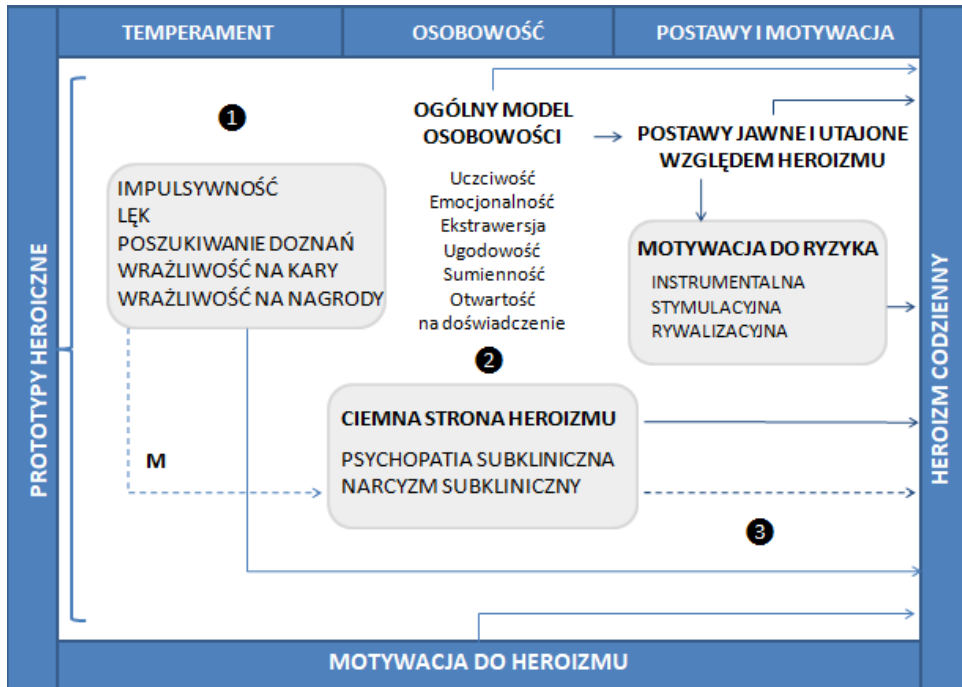 TEMPERAMENT
OSOBOWOŚĆ
POSTAWY I MOTYWACJA
PROTOTYPY HEROICZNE
1
IMPULSYWNOŚĆ
LĘK
POSZUKIWANIE DOZNAŃ
WRAŻLIWOŚĆ NA KARY
WRAŻLIWOŚĆ NA NAGRODY
M
OGÓLNY MODEL
OSOBOWOŚCI
Uczciwość
Emocjonalność
Ekstrawersja
Ugodowość
Sumienność
Otwartość
na doświadczenie
2
CIEMNA STRONA HEROIZMU
PSYCHOPATIA SUBKLINICZNA
NARCYZM SUBKLINICZNY
POSTAWY JAWNE I UTAJONE
WZGLĘDEM HEROIZMU
MOTYWACJA DO RYZYKA
INSTRUMENTALNA
STYMULACYJNA
RYWALIZACYJNA
3
HEROIZM CODZIENNY
MOTYWACJA DO HEROIZMU